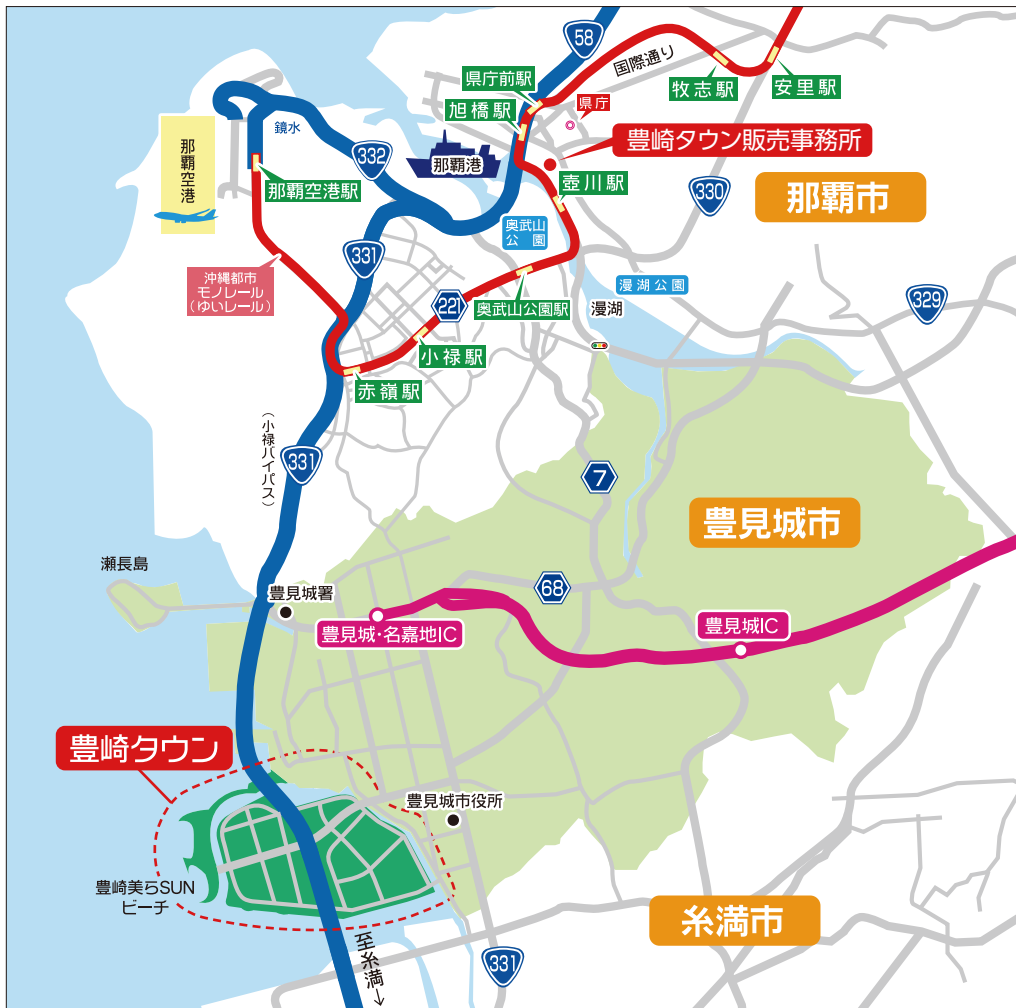 58
国際通り
県庁前駅
旭橋駅
県庁
牧志駅
安里駅
鏡水
那覇空港
332
那覇港
豊崎タウン販売事務所
那覇空港駅
壺川駅
330
那覇市
奥武山
公園
331
沖縄都市
モノレール
(ゆいレール)
漫湖公園
329
221
奥武山公園駅
漫湖
小禄駅
赤嶺駅
(小禄バイパス)
331
7
豊見城市
瀬長島
豊見城署
68
豊見城・名嘉地IC
豊見城IC
豊崎タウン
豊見城市役所
豊崎美らSUN
ビーチ
糸満市
至糸満→
331